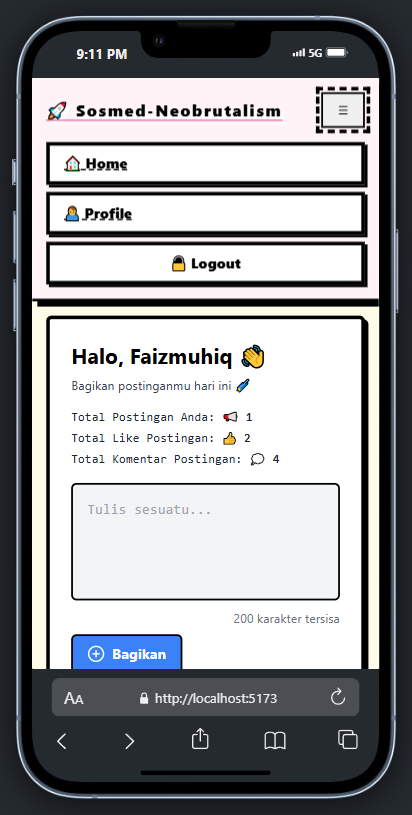 9:11 PM 5G
🚀 Sosmed-Neobrutalism
🏠 Home
🙍‍♂️ Profile
🔒 Logout
Halo, Faizmuhiq 👋
Bagikan postinganmu hari ini 🖊️
Total Postingan Anda: 📢 1
Total Like Postingan: 👍 2
Total Komentar Postingan: 💬 4
Tulis sesuatu...
200 karakter tersisa
Bagikan
AA http://localhost:5173